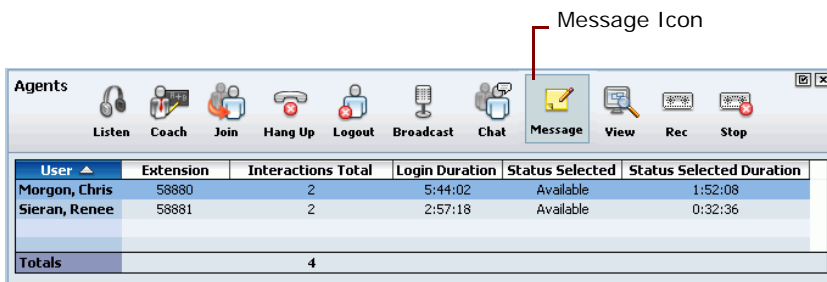 Message Icon
Agents
Listen Coach Join Hang Up Logout Broadcast Chat Message View Rec Stop
User Extension Interactions Total Login Duration Status Selected Status Selected Duration
Morgon, Chris 58880 2 5:44:02 Available 1:52:08
Sieran, Renee 58881 2 2:57:18 Available 0:32:36
Totals 4